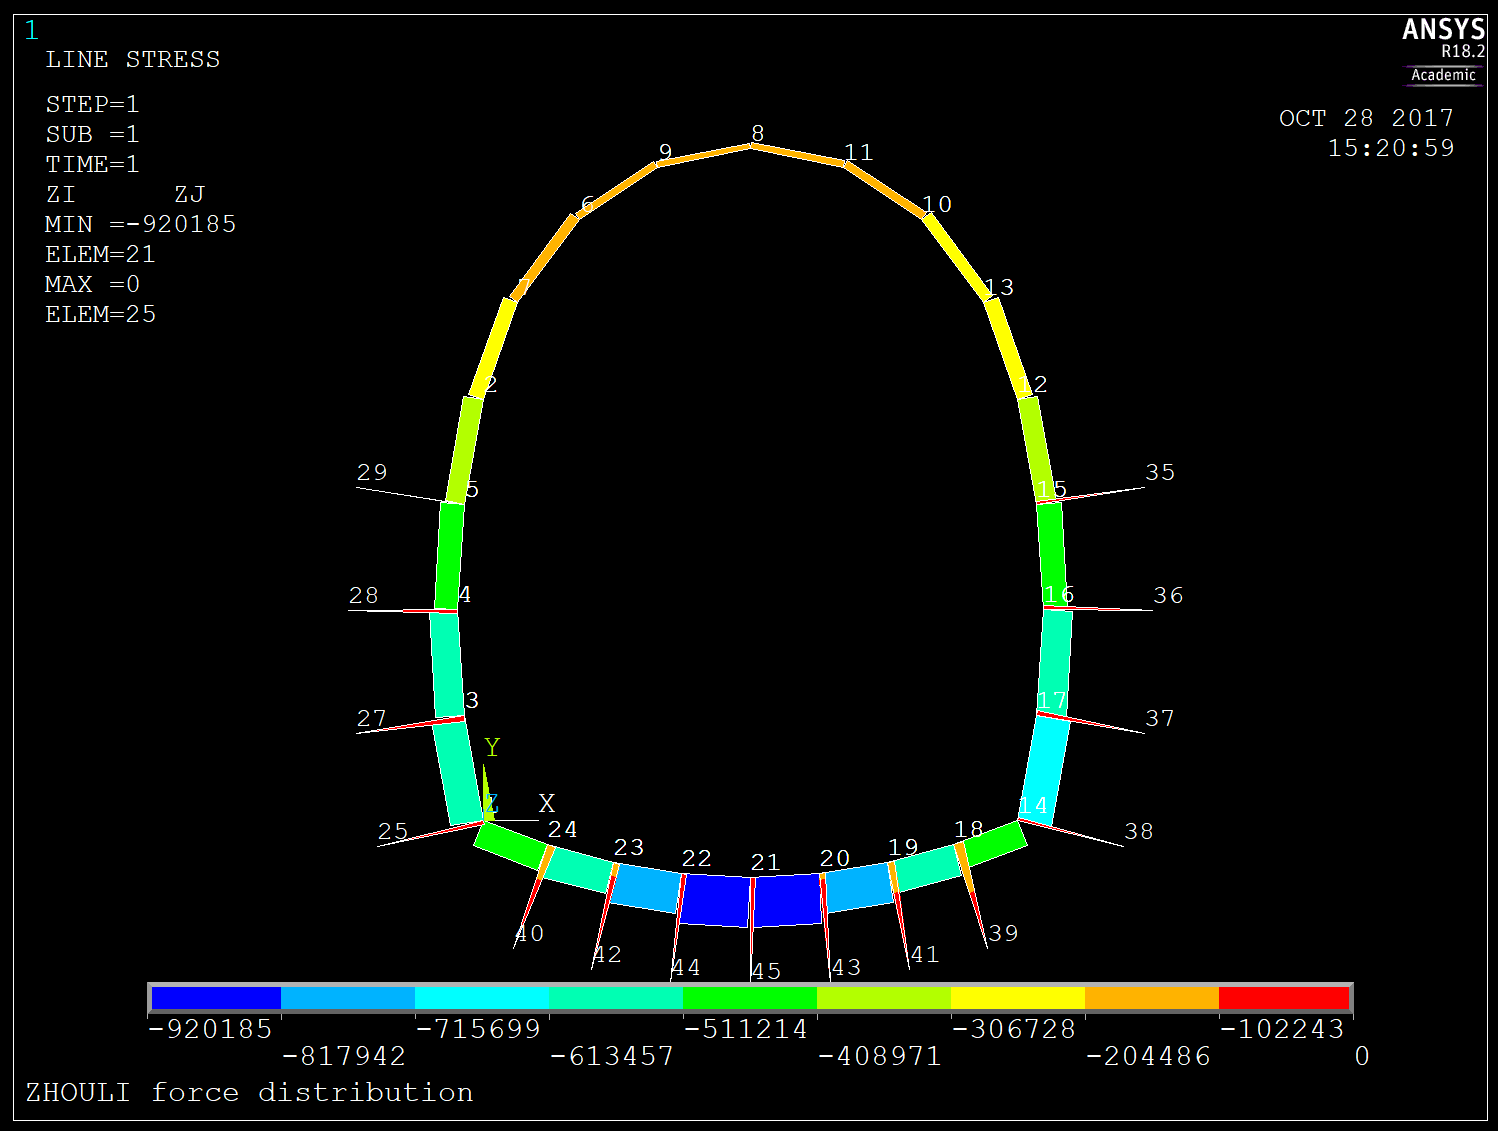 1
ANSYS
R18.2
Academic
LINE STRESS
STEP=1
SUB =1
TIME=1
ZI ZJ
MIN =-920185
ELEM=21
MAX =0
ELEM=25
OCT 28 2017
15:20:59
8
9
11
6
10
7
13
2
12
29
5
15
35
28
4
16
36
27
3
17
37
Y
Z
X
14
25
24
18
38
23
22
21
20
19
40
42
44
45
43
41
39
-920185
-715699
-511214
-306728
-102243
-817942
-613457
-408971
-204486
0
ZHOULI force distribution